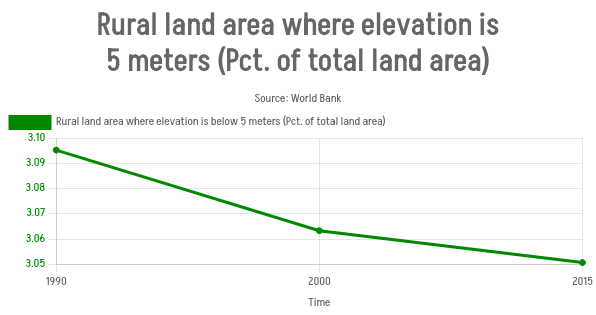 Rural land area where elevation is
5 meters (Pct. of total land area)
Source: World Bank
Rural land area where elevation is below 5 meters (Pct. of total land area)
3.10
3.09
3.08
3.07
3.06
3.05
1990
2000
2015
Time